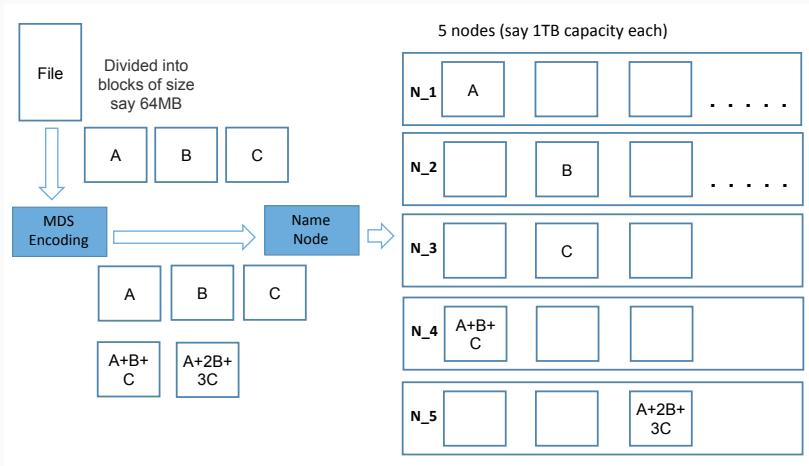 5 nodes (say 1TB capacity each)
File
Divided into
blocks of size
say 64MB
A
B
C
MDS
Encoding
Name
Node
A
B
C
A+B+
C
A+2B+
3C
N_1
A
. . . . .
N_2
B
. . . . .
N_3
C
N_4
A+B+
C
N_5
A+2B+
3C